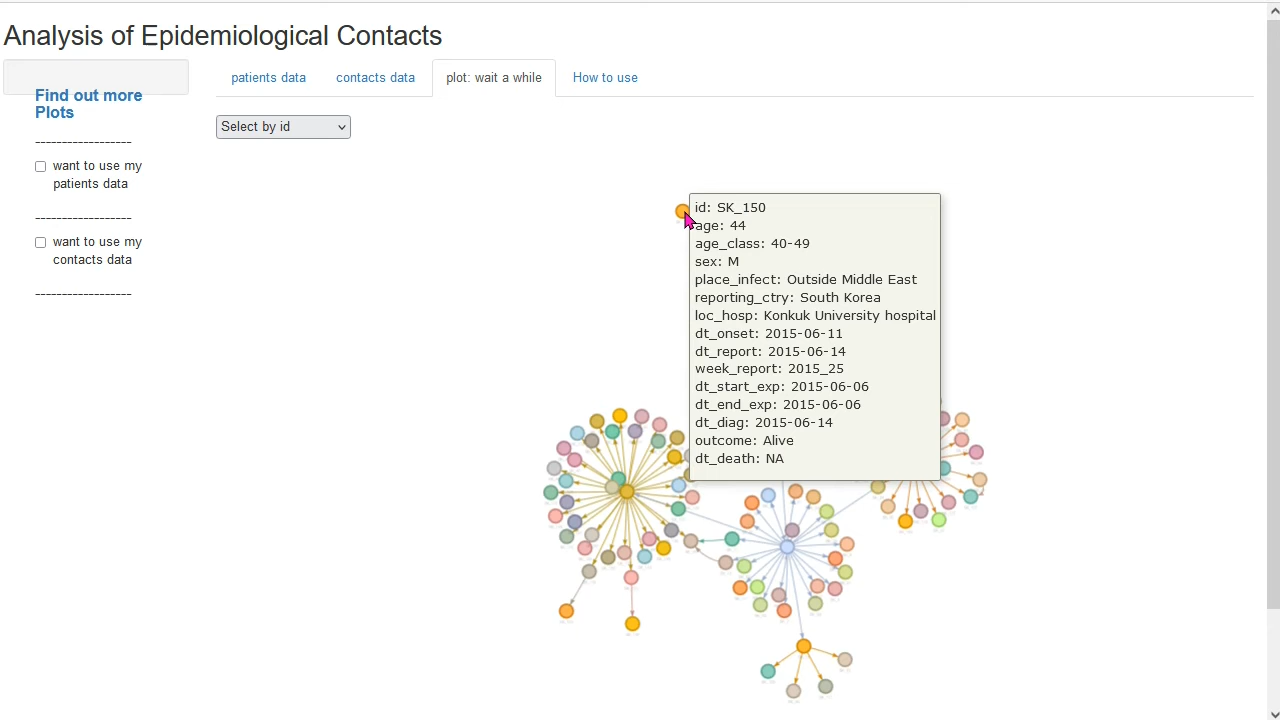 Analysis of Epidemiological Contacts
Find out more
Plots
------------------
want to use my
patients data
------------------
want to use my
contacts data
------------------
patients data
contacts data
plot: wait a while
How to use
Select by id
id: SK_150
age: 44
age_class: 40-49
sex: M
place_infect: Outside Middle East
reporting_ctry: South Korea
loc_hosp: Konkuk University hospital
dt_onset: 2015-06-11
dt_report: 2015-06-14
week_report: 2015_25
dt_start_exp: 2015-06-06
dt_end_exp: 2015-06-06
dt_diag: 2015-06-14
outcome: Alive
dt_death: NA